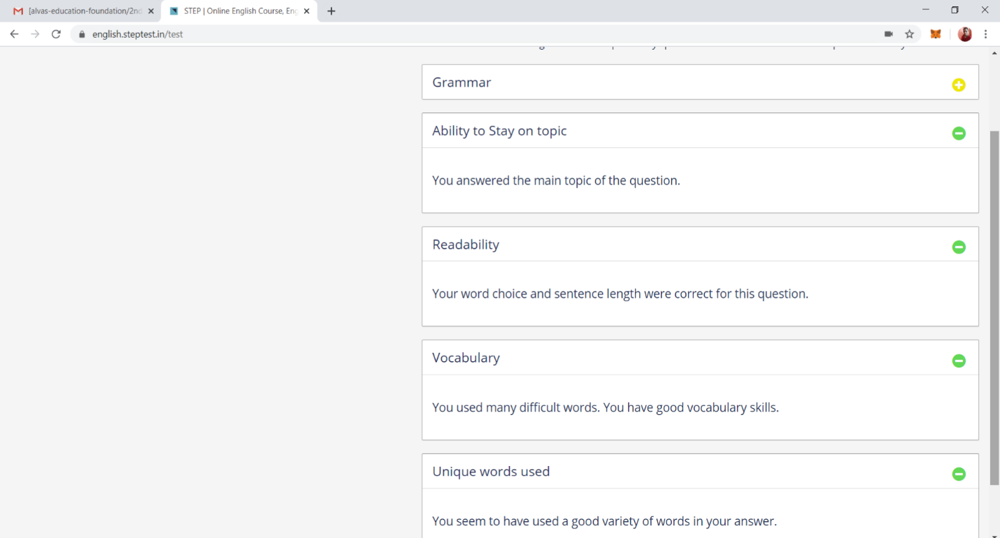 [alvas-education-foundation/2nd
STEP | Online English Course, Eng
english.steptest.in/test
Grammar
Ability to Stay on topic
You answered the main topic of the question.
Readability
Your word choice and sentence length were correct for this question.
Vocabulary
You used many difficult words. You have good vocabulary skills.
Unique words used
You seem to have used a good variety of words in your answer.